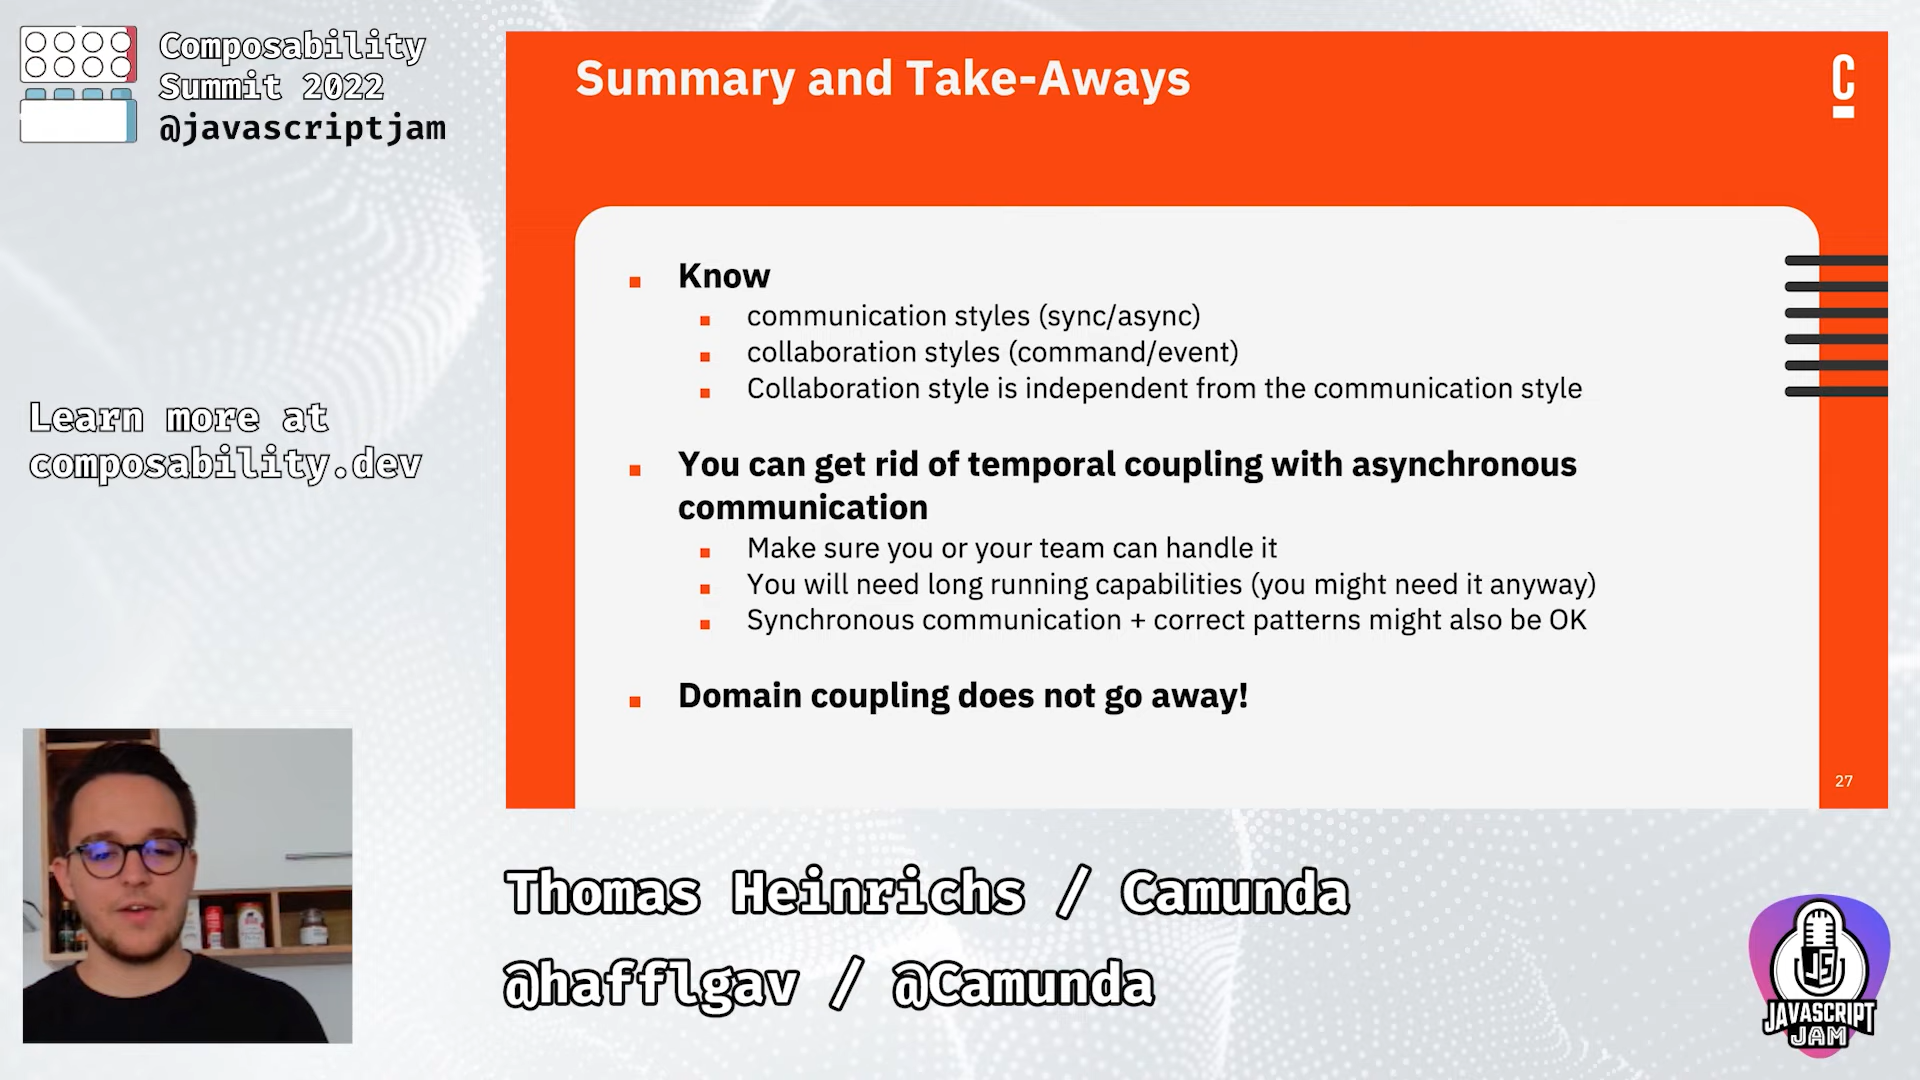 Composability
Summit 2022
@javascriptjam
Learn more at
composability.dev
Summary and Take-Aways
C
Know
communication styles (sync/async)
collaboration styles (command/event)
Collaboration style is independent from the communication style
You can get rid of temporal coupling with asynchronous
communication
Make sure you or your team can handle it
You will need long running capabilities (you might need it anyway)
Synchronous communication + correct patterns might also be OK
Domain coupling does not go away!
27
Thomas Heinrichs / Camunda
@hafflgav / @Camunda
JS
JAVASCRIPT
JAM